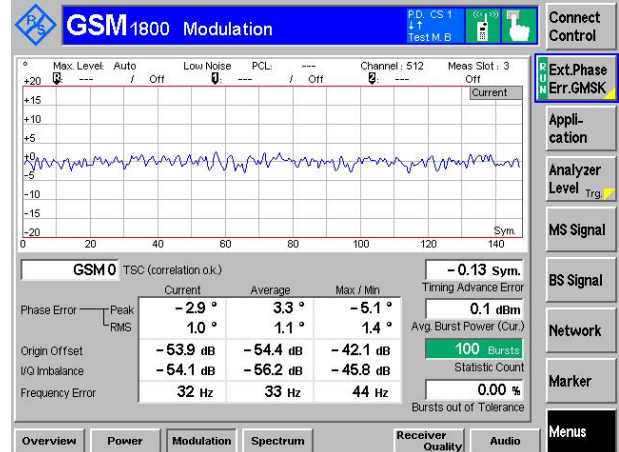 GSM 1800 Modulation
P.D. CS 1
↓↑
Test M. B
Connect Control
° Max. Level: Auto Low Noise PCL: --- Channel : 512 Meas Slot : 3
--- / Off --- / Off --- Off
Current
+20
+15
+10
+5
+0
-5
-10
-15
-20
Sym.
0 20 40 60 80 100 120 140
RUN
Ext.Phase Err.GMSK
Appli-
cation
Analyzer
Level Trg.
MS Signal
BS Signal
Network
Marker
Menus
GSM 0 TSC (correlation o.k.)
– 0.13 Sym.
Timing Advance Error
Current Average Max / Min
Phase Error Peak – 2.9 ° 3.3 ° – 5.1 °
RMS 1.0 ° 1.1 ° 1.4 °
0.1 dBm
Avg. Burst Power (Cur.)
Origin Offset – 53.9 dB – 54.4 dB – 42.1 dB
100 Bursts
Statistic Count
I/Q Imbalance – 54.1 dB – 56.2 dB – 45.8 dB
Frequency Error 32 Hz 33 Hz 44 Hz
0.00 %
Bursts out of Tolerance
Overview Power Modulation Spectrum Receiver Quality Audio